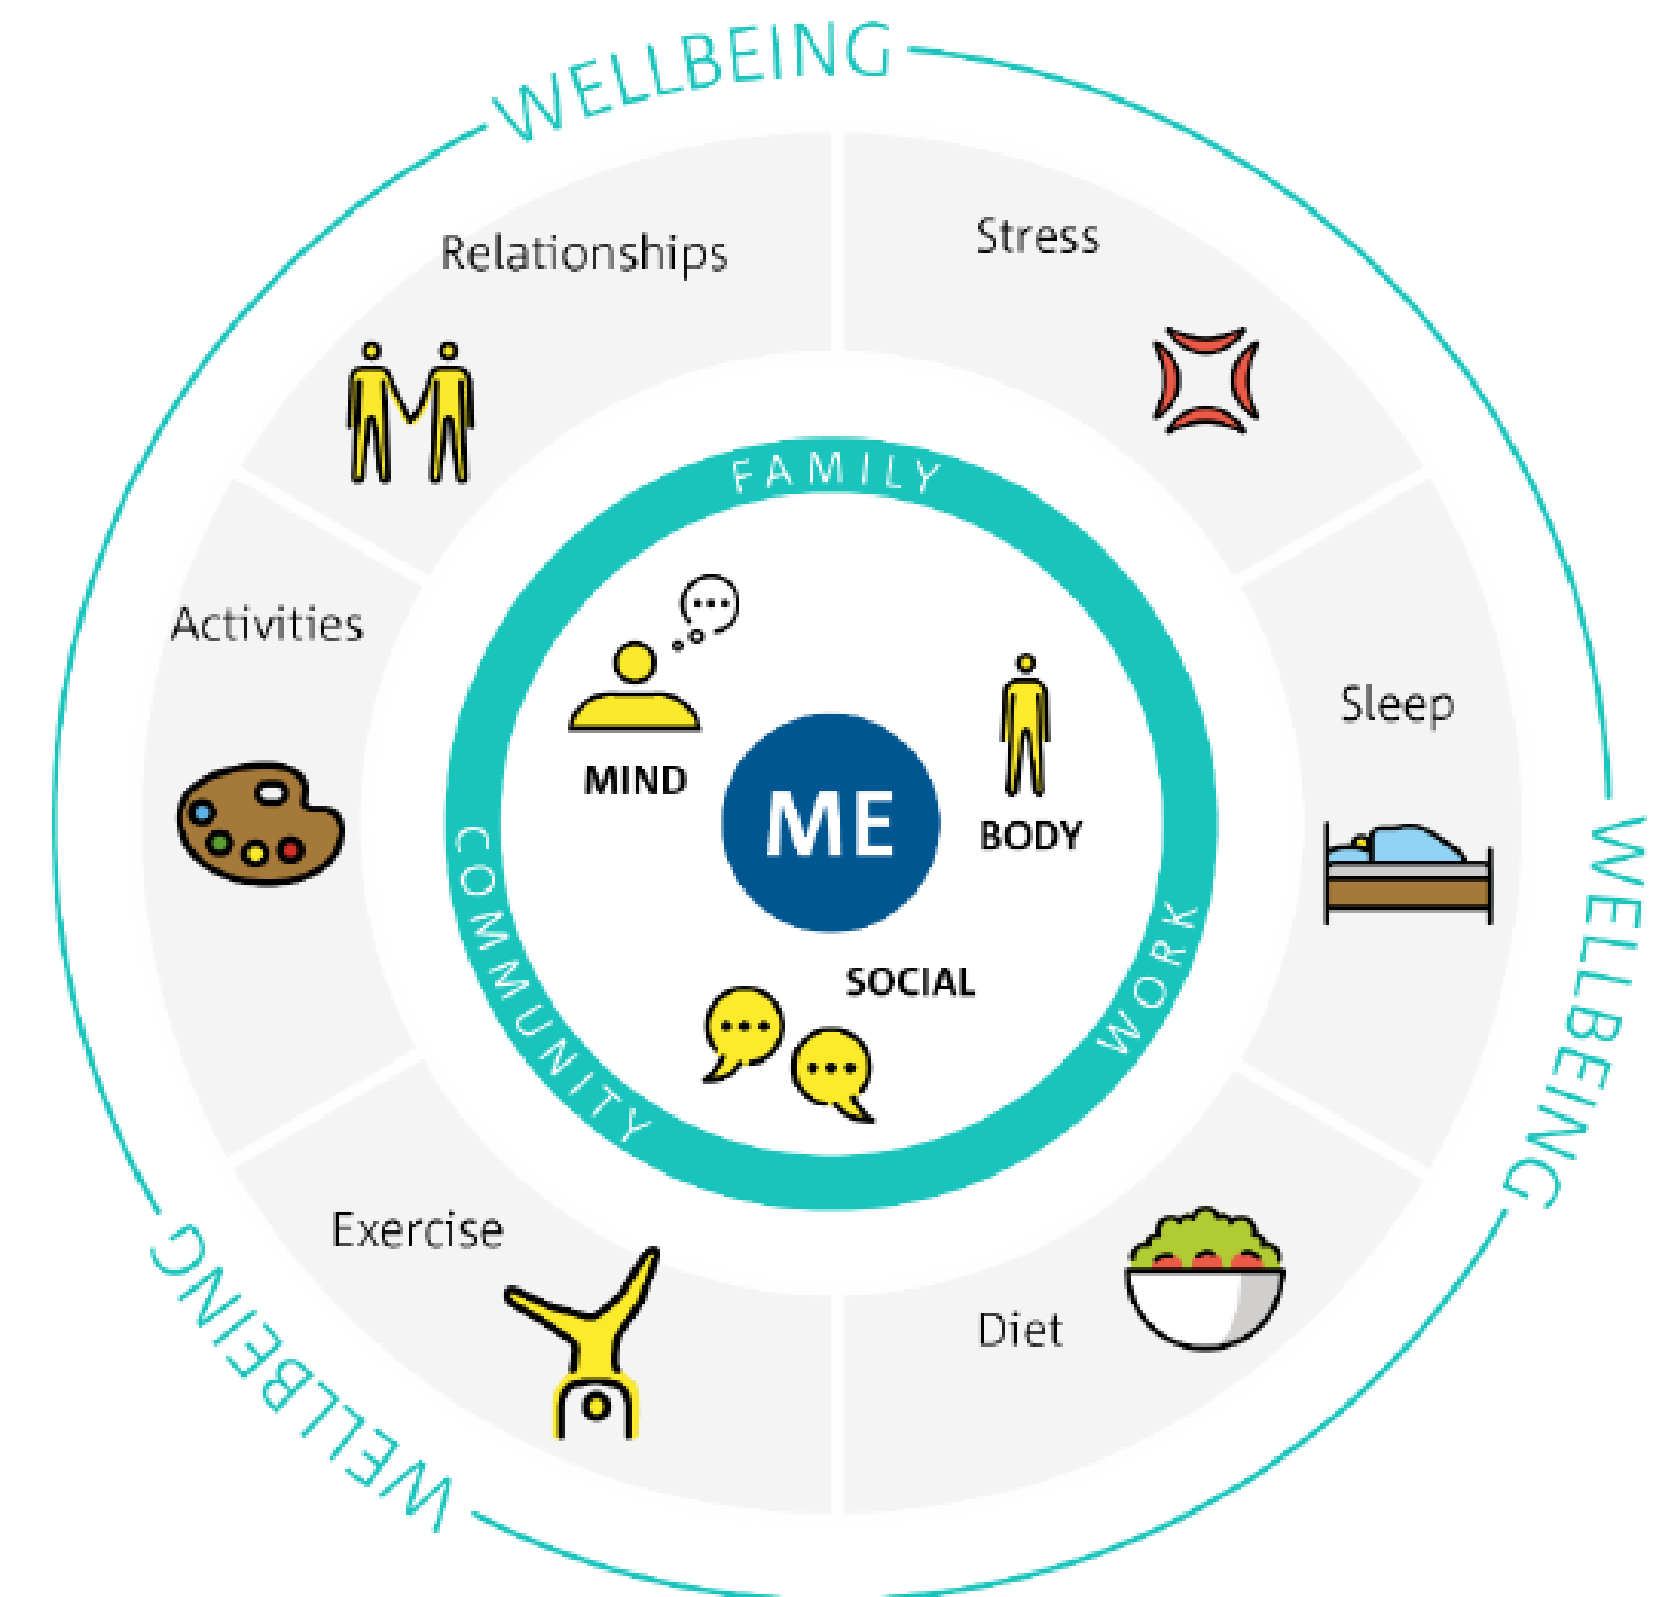 WELLBEING
Relationships
Stress
FAMILY
Activities
MIND
ME
BODY
Sleep
COMMUNITY
SOCIAL
WORK
WELLBEING
Exercise
Diet
WELLBEING